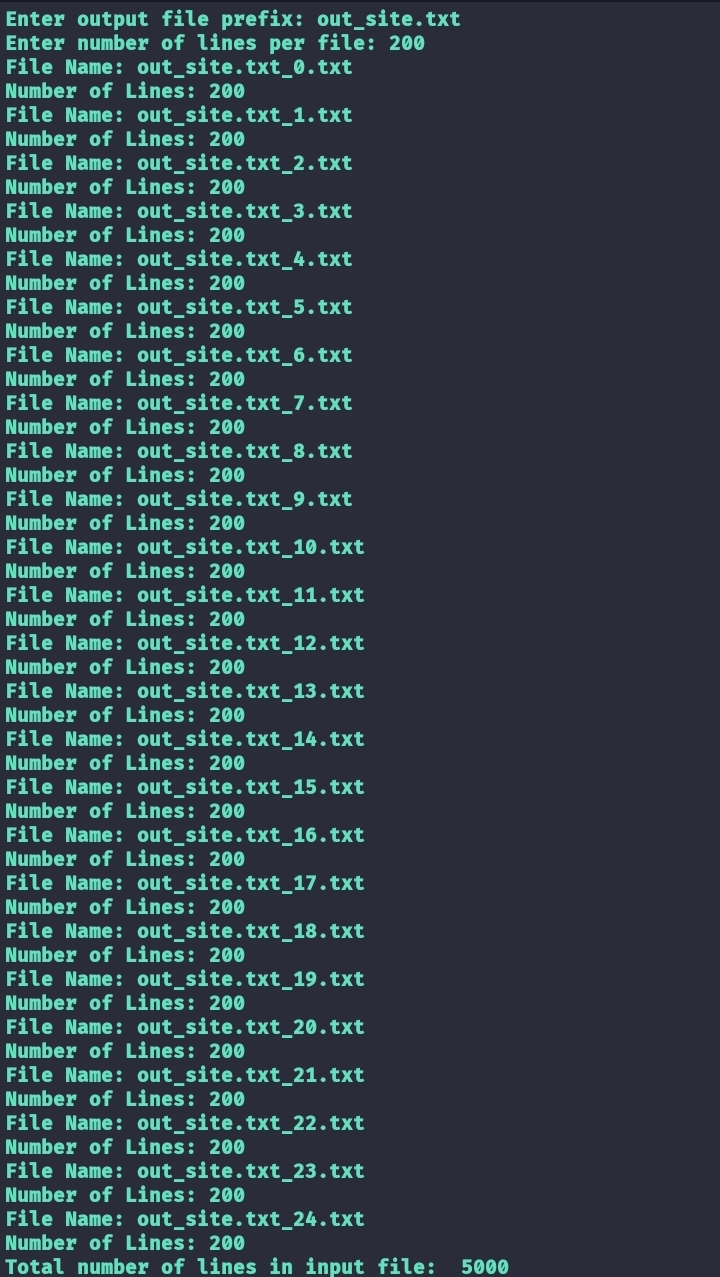 Enter output file prefix: out_site.txt
Enter number of lines per file: 200
File Name: out_site.txt_0.txt
Number of Lines: 200
File Name: out_site.txt_1.txt
Number of Lines: 200
File Name: out_site.txt_2.txt
Number of Lines: 200
File Name: out_site.txt_3.txt
Number of Lines: 200
File Name: out_site.txt_4.txt
Number of Lines: 200
File Name: out_site.txt_5.txt
Number of Lines: 200
File Name: out_site.txt_6.txt
Number of Lines: 200
File Name: out_site.txt_7.txt
Number of Lines: 200
File Name: out_site.txt_8.txt
Number of Lines: 200
File Name: out_site.txt_9.txt
Number of Lines: 200
File Name: out_site.txt_10.txt
Number of Lines: 200
File Name: out_site.txt_11.txt
Number of Lines: 200
File Name: out_site.txt_12.txt
Number of Lines: 200
File Name: out_site.txt_13.txt
Number of Lines: 200
File Name: out_site.txt_14.txt
Number of Lines: 200
File Name: out_site.txt_15.txt
Number of Lines: 200
File Name: out_site.txt_16.txt
Number of Lines: 200
File Name: out_site.txt_17.txt
Number of Lines: 200
File Name: out_site.txt_18.txt
Number of Lines: 200
File Name: out_site.txt_19.txt
Number of Lines: 200
File Name: out_site.txt_20.txt
Number of Lines: 200
File Name: out_site.txt_21.txt
Number of Lines: 200
File Name: out_site.txt_22.txt
Number of Lines: 200
File Name: out_site.txt_23.txt
Number of Lines: 200
File Name: out_site.txt_24.txt
Number of Lines: 200
Total number of lines in input file:  5000